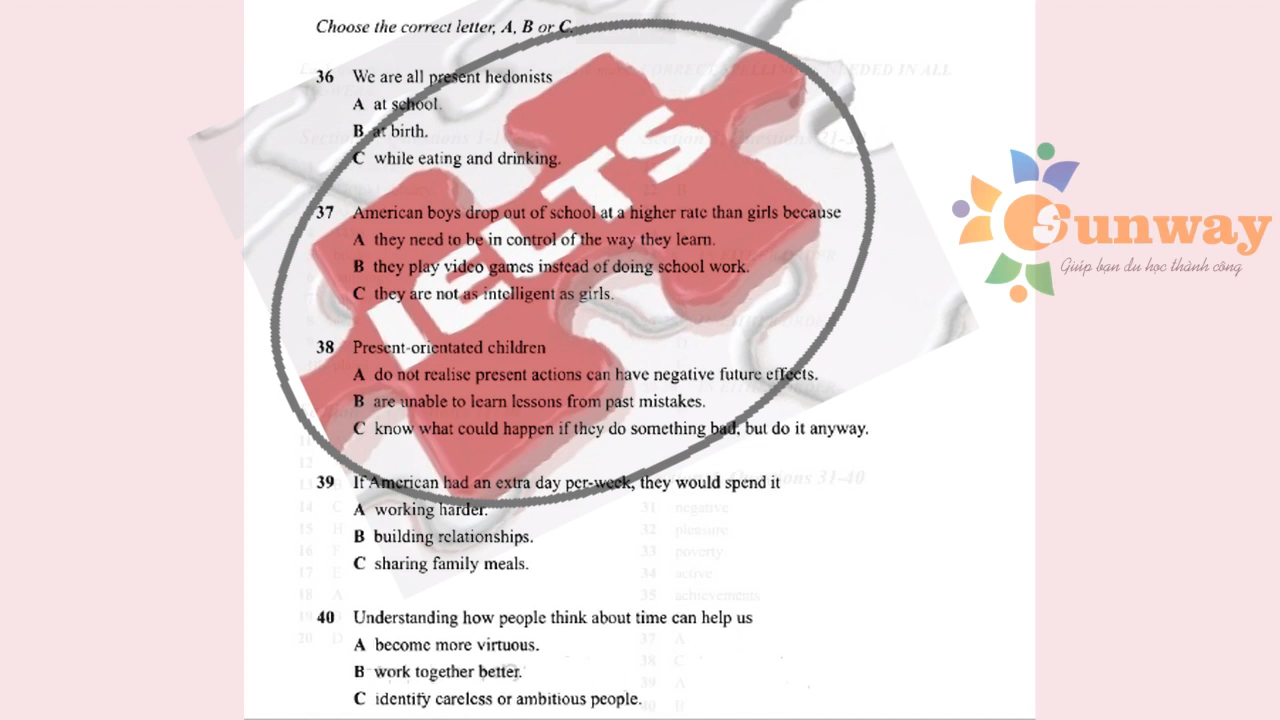 Choose the correct letter, A, B or C.
36 We are all present hedonists
A at school.
B at birth.
C while eating and drinking.
37 American boys drop out of school at a higher rate than girls because
A they need to be in control of the way they learn.
B they play video games instead of doing school work.
C they are not as intelligent as girls.
38 Present-orientated children
A do not realise present actions can have negative future effects.
B are unable to learn lessons from past mistakes.
C know what could happen if they do something bad, but do it anyway.
39 If American had an extra day per-week, they would spend it
A working harder.
B building relationships.
C sharing family meals.
40 Understanding how people think about time can help us
A become more virtuous.
B work together better.
C identify careless or ambitious people.
IELTS
Sunway
Giúp bạn du học thành công
31 negative
32 pleasure
33 poverty
34 active
35 achievements
37 A
38 C
39 A
40 B
14 C
15 H
16 F
17 E
18 A
20 D